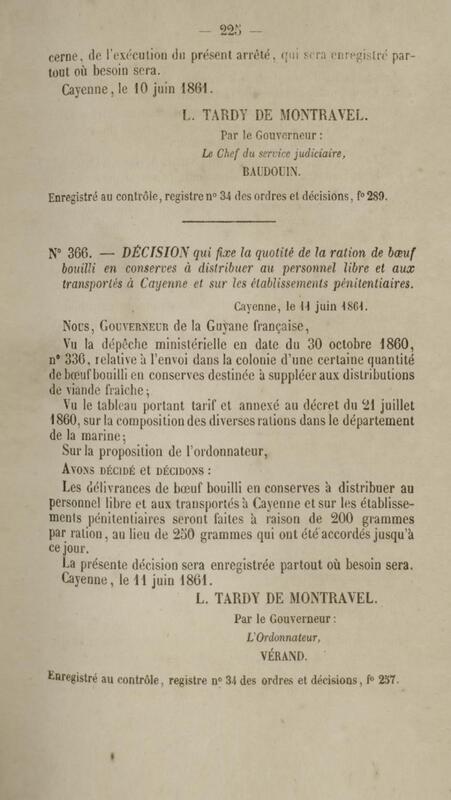 — 225 —
cerne, de l'exécution du présent arrêté, qui sera enregistré par-
tout où besoin sera.
Cayenne, le 10 juin 1861.
L. TARDY DE MONTRAVEL.
Par le Gouverneur :
Le Chef du service judiciaire,
BAUDOUIN.
Enregistré au contrôle, registre n° 34 des ordres et décisions, f° 289.
N° 366. — DÉCISION qui fixe la quotité de la ration de bœuf
bouilli en conserves à distribuer au personnel libre et aux
transportés à Cayenne et sur les établissements pénitentiaires.
Cayenne, le 11 juin 1861.
Nous, Gouverneur de la Guyane française,
Vu la dépêche ministérielle en date du 30 octobre 1860,
n° 336, relative à l'envoi dans la colonie d'une certaine quantité
de bœuf bouilli en conserves destinée à suppléer aux distributions
de viande fraiche ;
Vu le tableau portant tarif et annexé au décret du 21 juillet
1860, sur la composition des diverses rations dans le département
de la marine ;
Sur la proposition de l'ordonnateur,
Avons décidé et décidons :
Les délivrances de bœuf bouilli en conserves à distribuer au
personnel libre et aux transportés à Cayenne et sur les établisse-
ments pénitentiaires seront faites à raison de 200 grammes
par ration, au lieu de 250 grammes qui ont été accordés jusqu'à
ce jour.
La présente décision sera enregistrée partout où besoin sera.
Cayenne, le 11 juin 1861.
L. TARDY DE MONTRAVEL.
Par le Gouverneur :
L'Ordonnateur,
VÉRAND.
Enregistré au contrôle, registre n° 34 des ordres et décisions, f° 257.